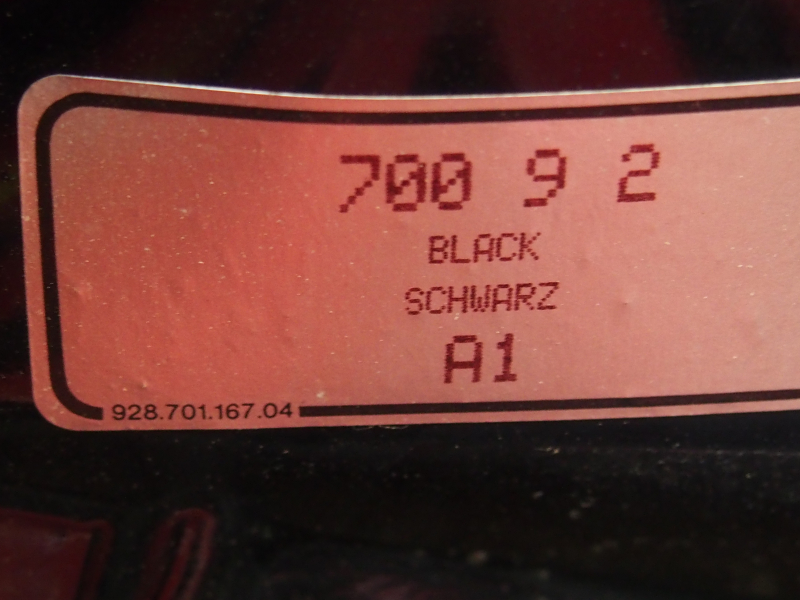 700 9 2
BLACK
SCHWARZ
A1
928.701.167.04